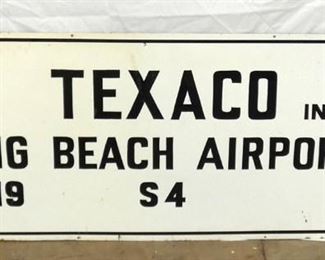 TEXACO IN
NG BEACH AIRPO
19 S4